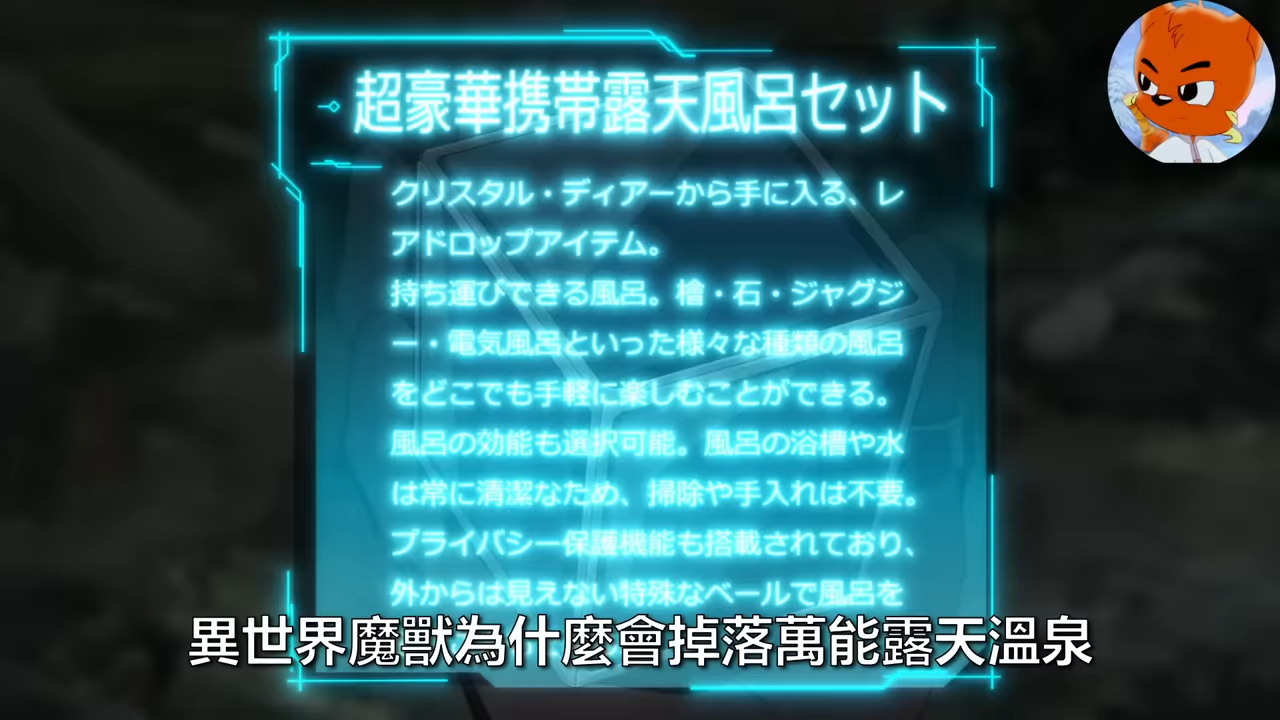 超豪華携帯露天風呂セット
クリスタル・ディアーから手に入る、レ
アドロップアイテム。
持ち運びできる風呂。檜・石・ジャグジ
ー・電気風呂といった様々な種類の風呂
をどこでも手軽に楽しむことができる。
風呂の効能も選択可能。風呂の浴槽や水
は常に清潔なため、掃除や手入れは不要。
プライバシー保護機能も搭載されており、
外からは見えない特殊なベールで風呂を
異世界魔獸為什麼會掉落萬能露天溫泉